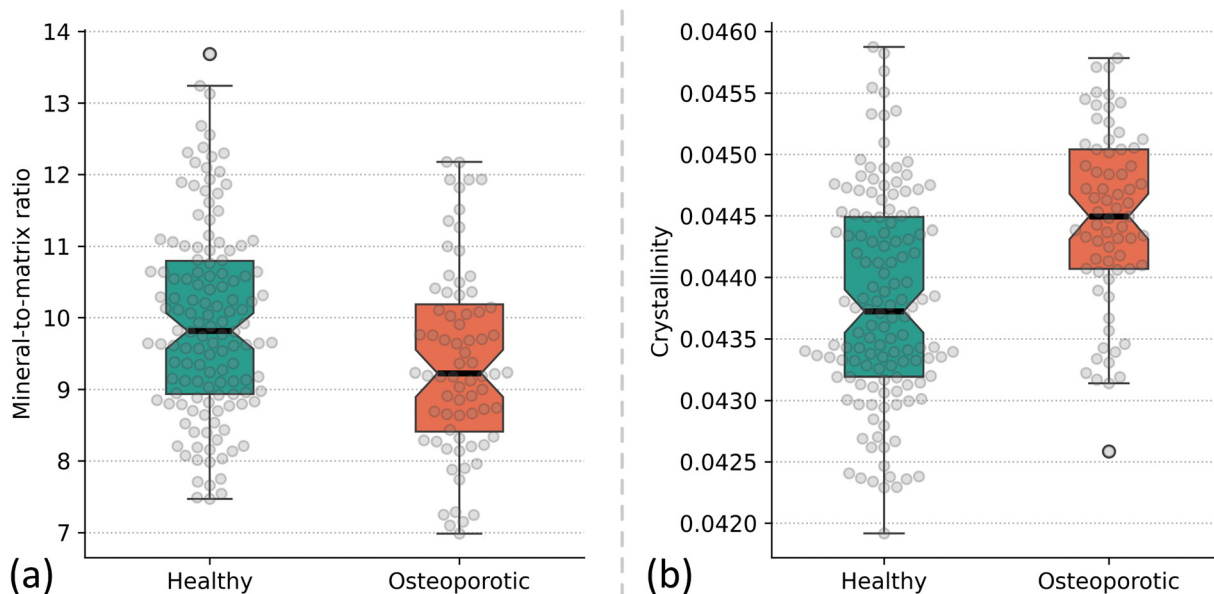 Mineral-to-matrix ratio
14
13
12
11
10
9
8
7
Healthy
Osteoporotic
(a)
Crystallinity
0.0460
0.0455
0.0450
0.0445
0.0440
0.0435
0.0430
0.0425
0.0420
Healthy
Osteoporotic
(b)